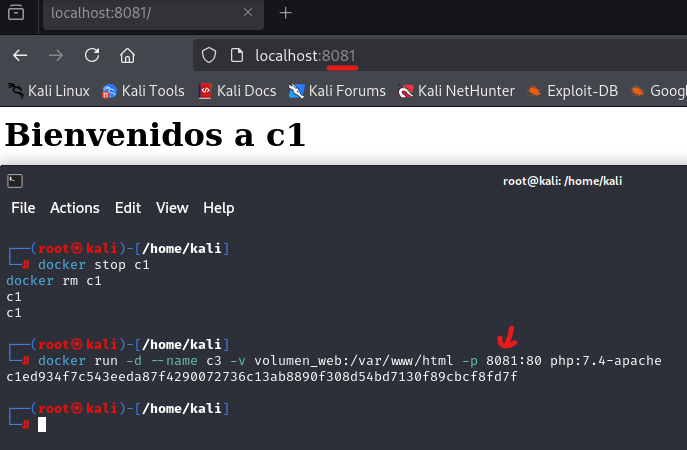 localhost:8081/
localhost:8081
Kali Linux Kali Tools Kali Docs Kali Forums Kali NetHunter Exploit-DB Goog
Bienvenidos a c1
root@kali: /home/kali
File Actions Edit View Help
┌──(root㉿kali)-[/home/kali]
└─# docker stop c1
docker rm c1
c1
c1
┌──(root㉿kali)-[/home/kali]
└─# docker run -d --name c3 -v volumen_web:/var/www/html -p 8081:80 php:7.4-apache
c1ed934f7c543eeda87f4290072736c13ab8890f308d54bd7130f89cbcf8fd7f
┌──(root㉿kali)-[/home/kali]
└─#